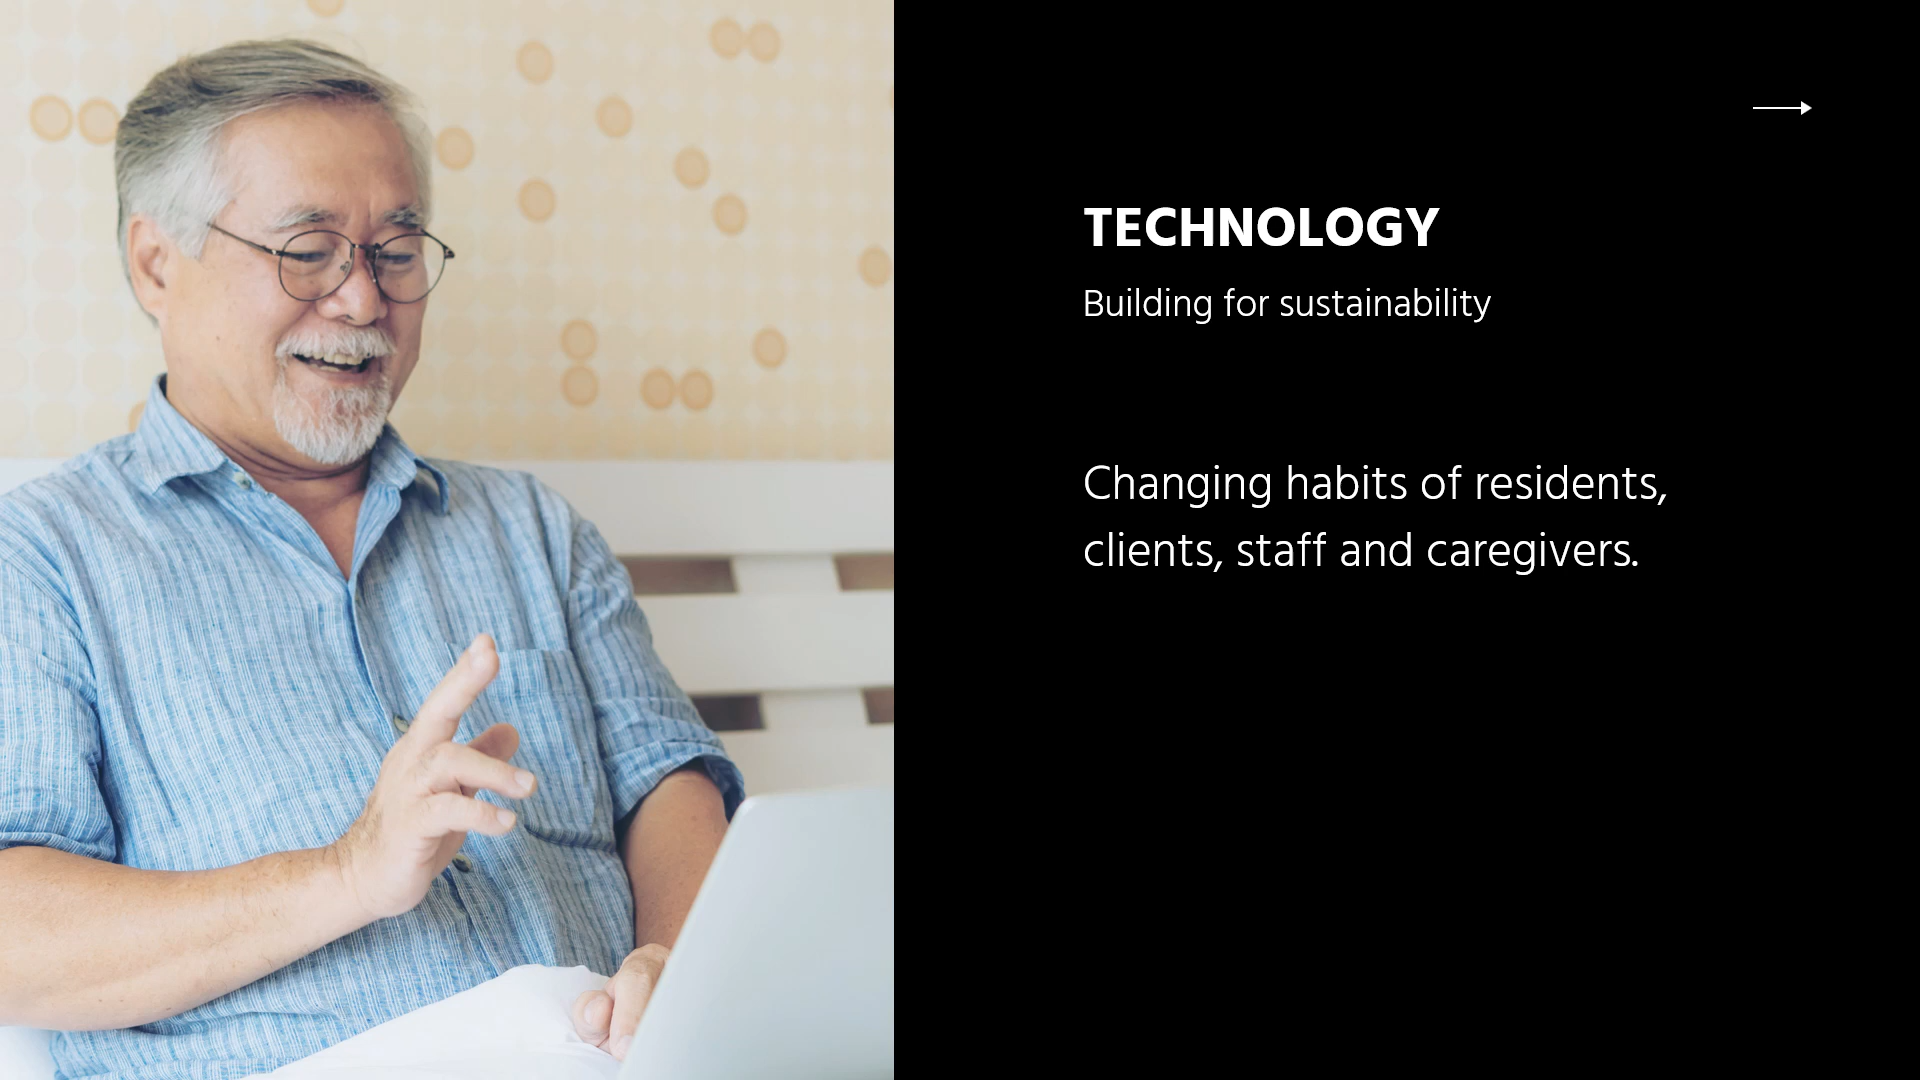 TECHNOLOGY
Building for sustainability
Changing habits of residents,
clients, staff and caregivers.